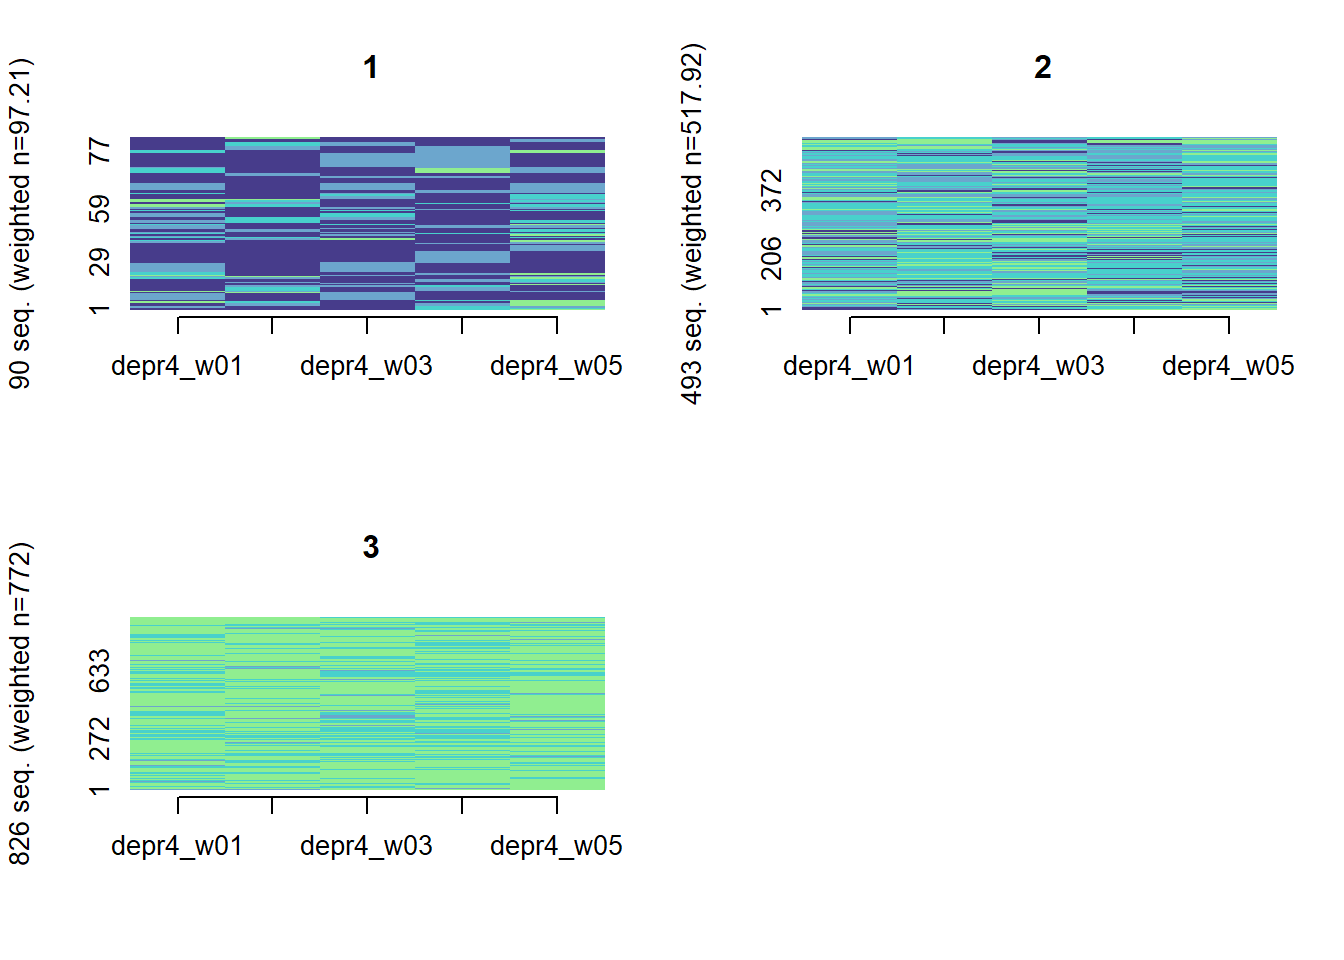 1
90 seq. (weighted n=97.21)
77
59
29
1
depr4_w01 depr4_w03 depr4_w05
2
493 seq. (weighted n=517.92)
372
206
1
depr4_w01 depr4_w03 depr4_w05
3
826 seq. (weighted n=772)
633
272
1
depr4_w01 depr4_w03 depr4_w05